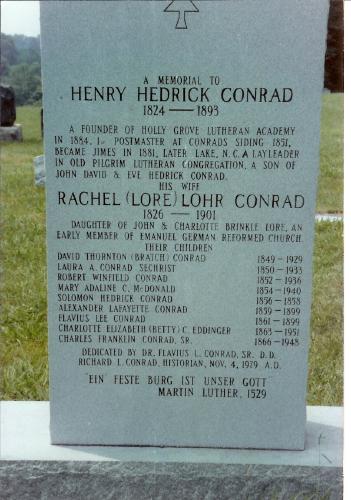 A MEMORIAL TO
HENRY HEDRICK CONRAD
1824 — 1893
A FOUNDER OF HOLLY GROVE LUTHERAN ACADEMY
IN 1884. 1st POSTMASTER AT CONRADS SIDING 1851,
BECAME JIMES IN 1881, LATER LAKE, N.C. A LAYLEADER
IN OLD PILGRIM LUTHERAN CONGREGATION, A SON OF
JOHN DAVID & EVE HEDRICK CONRAD.
HIS WIFE
RACHEL (LORE) LOHR CONRAD
1826 — 1901
DAUGHTER OF JOHN & CHARLOTTE BRINKLE LORE, AN
EARLY MEMBER OF EMANUEL GERMAN REFORMED CHURCH.
THEIR CHILDREN
DAVID THORNTON (BRATCH) CONRAD 1849 – 1929
LAURA A. CONRAD SECHRIST 1850 – 1933
ROBERT WINFIELD CONRAD 1852 – 1936
MARY ADALINE C. McDONALD 1854 – 1940
SOLOMON HEDRICK CONRAD 1856 – 1858
ALEXANDER LAFAYETTE CONRAD 1859 – 1899
FLAVIUS LEE CONRAD 1861 – 1899
CHARLOTTE ELIZABETH (BETTY) C. EDDINGER 1863 – 1951
CHARLES FRANKLIN CONRAD, SR. 1866 – 1948
DEDICATED BY DR. FLAVIUS L. CONRAD, SR. D.D.
RICHARD L. CONRAD, HISTORIAN, NOV. 4, 1979 A.D.
"EIN' FESTE BURG IST UNSER GOTT"
MARTIN LUTHER, 1529